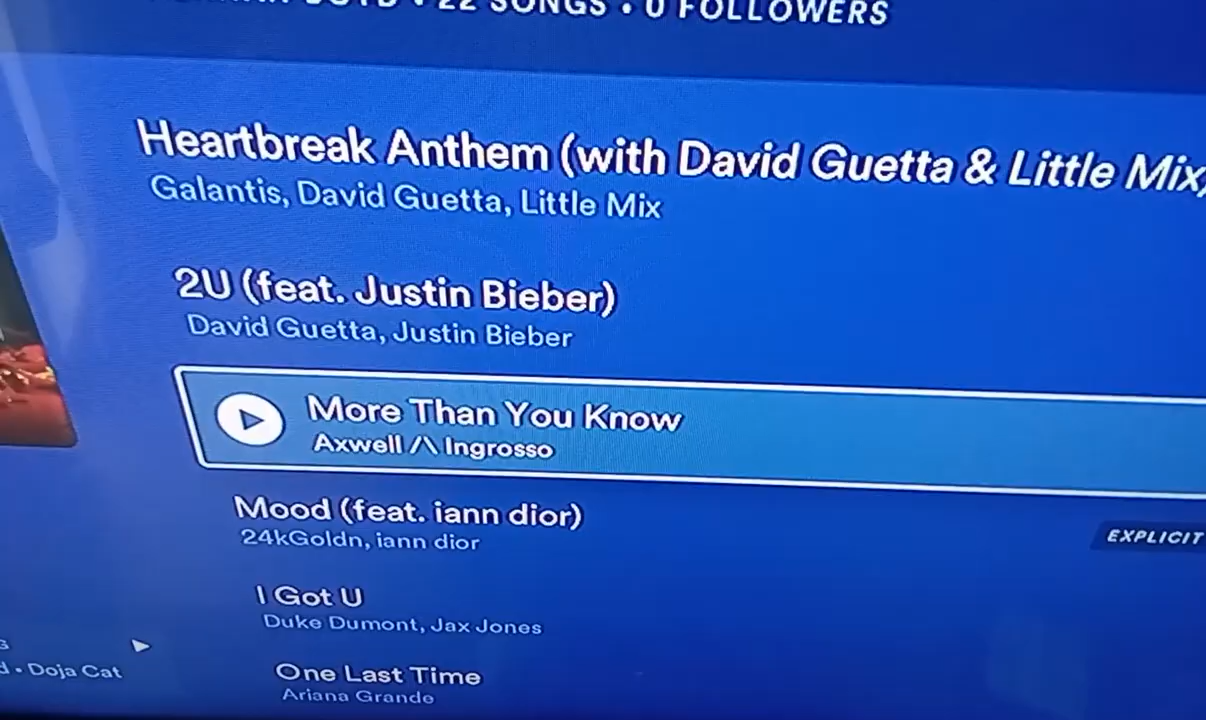 22 SONGS • 0 FOLLOWERS
Heartbreak Anthem (with David Guetta & Little Mix)
Galantis, David Guetta, Little Mix
2U (feat. Justin Bieber)
David Guetta, Justin Bieber
More Than You Know
Axwell /\ Ingrosso
Mood (feat. iann dior)
24kGoldn, iann dior
EXPLICIT
I Got U
Duke Dumont, Jax Jones
• Doja Cat
One Last Time
Ariana Grande